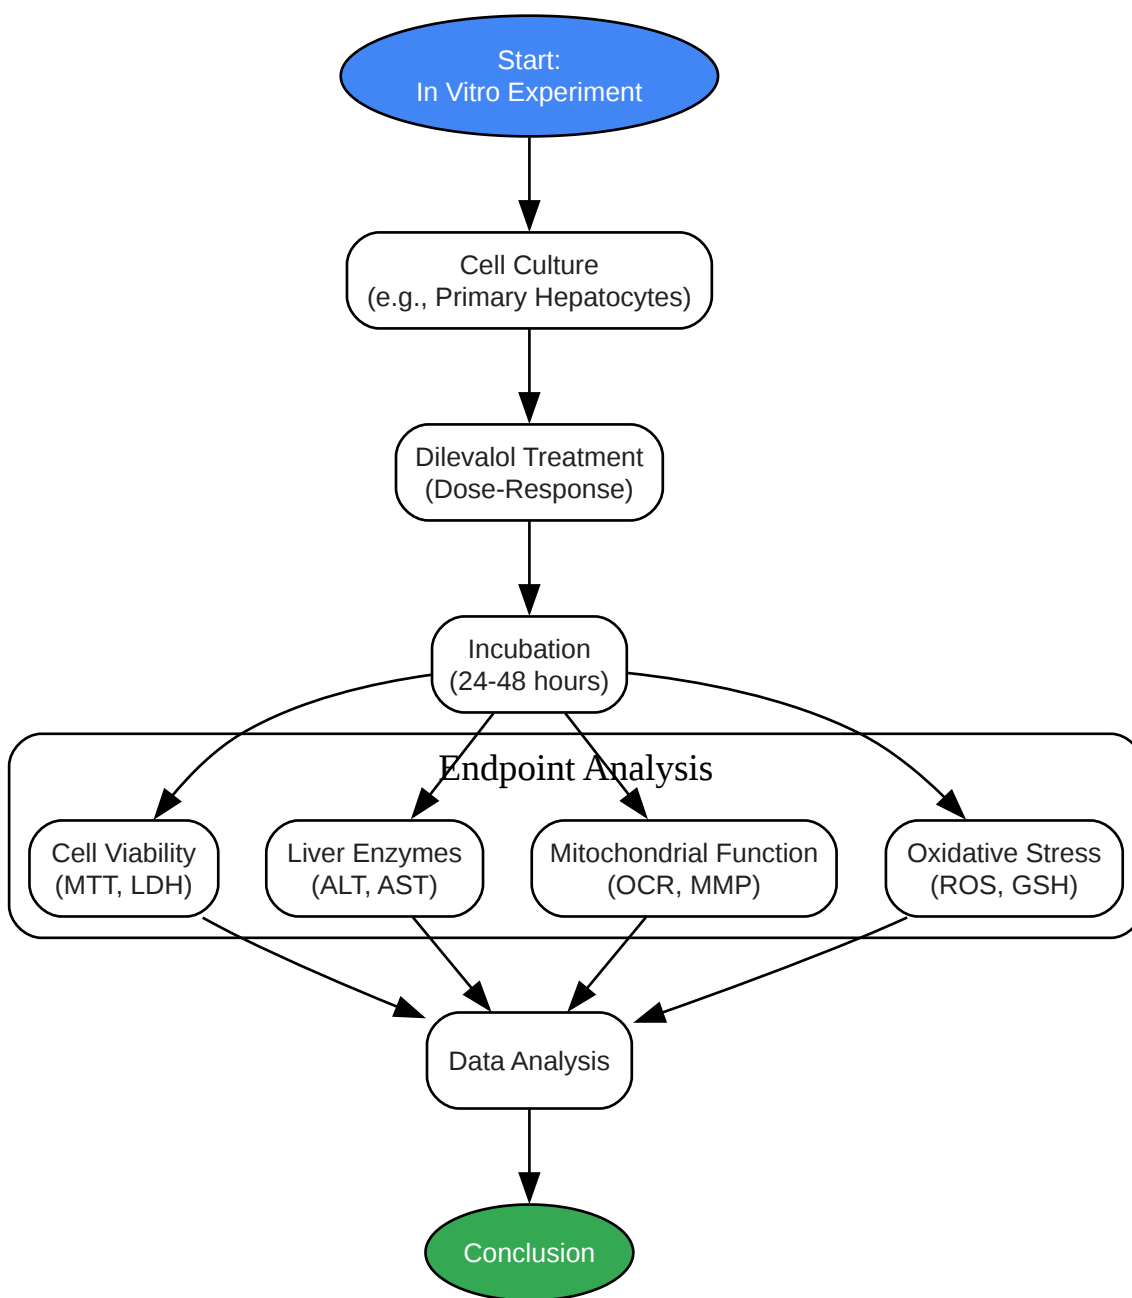 Start:
In Vitro Experiment
Cell Culture
(e.g., Primary Hepatocytes)
Dilevalol Treatment
(Dose-Response)
Incubation
(24-48 hours)
Endpoint Analysis
Cell Viability
(MTT, LDH)
Liver Enzymes
(ALT, AST)
Mitochondrial Function
(OCR, MMP)
Oxidative Stress
(ROS, GSH)
Data Analysis
Conclusion